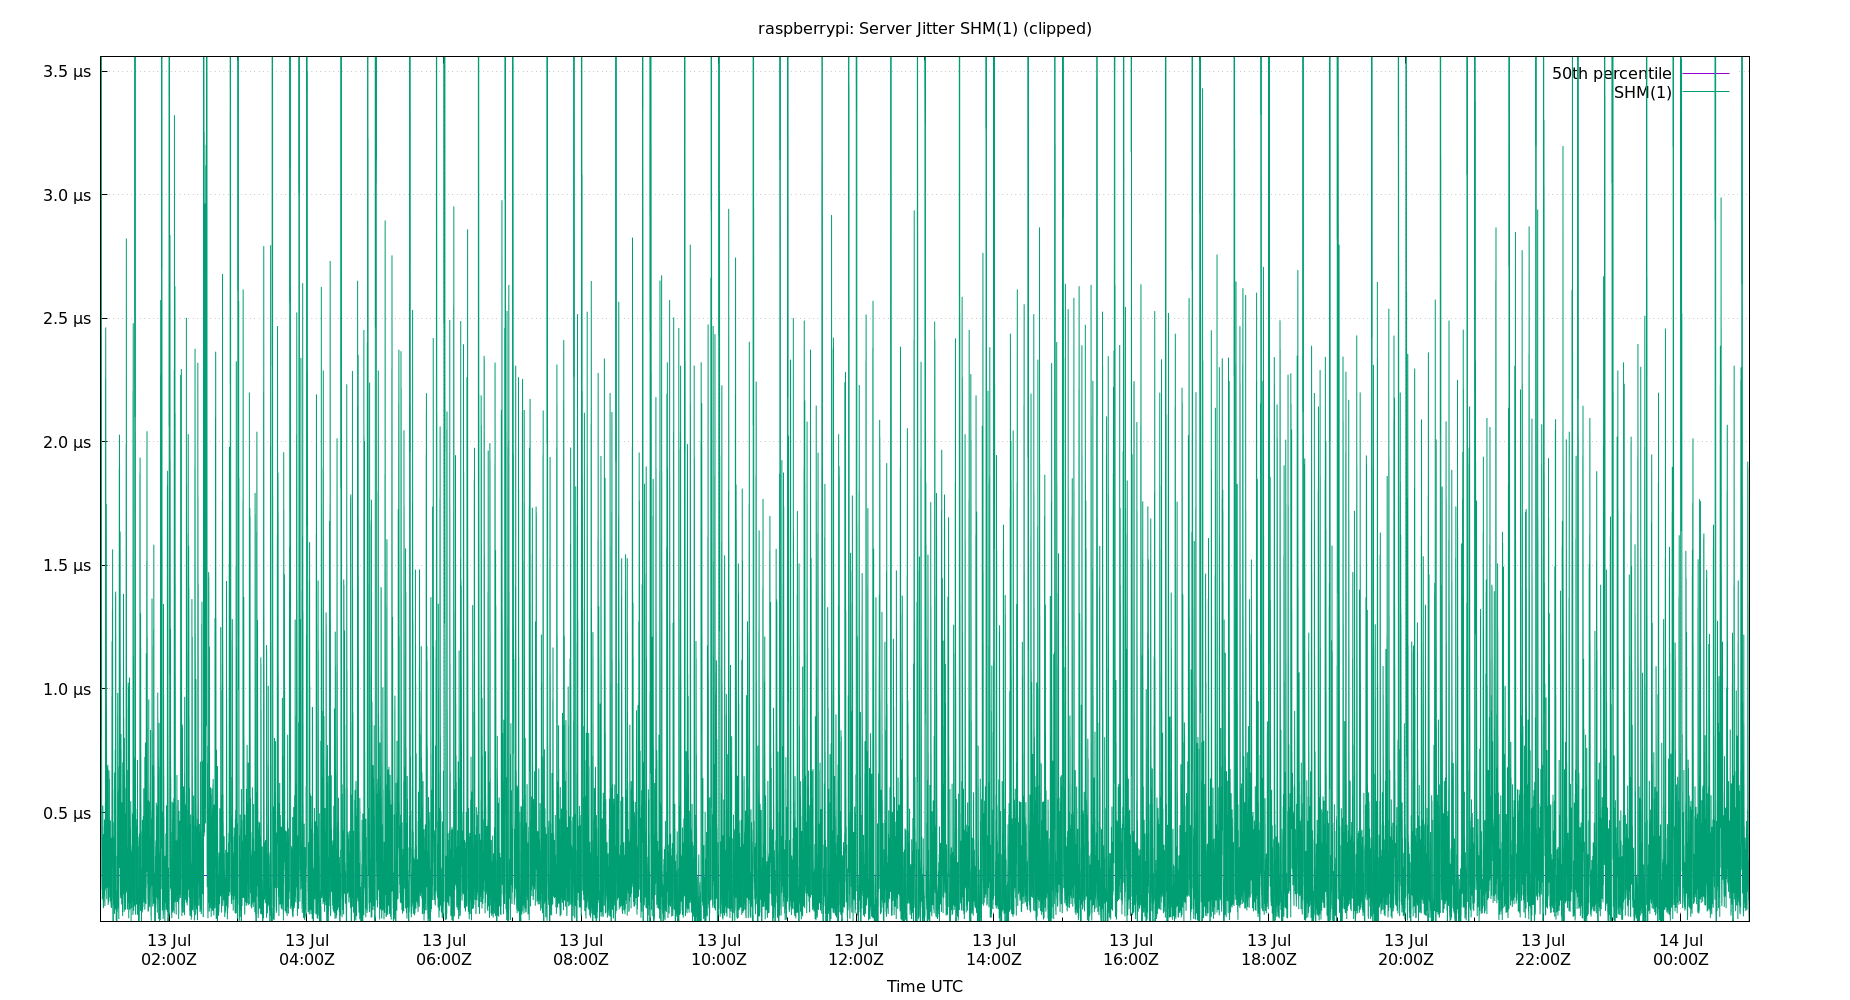 raspberrypi: Server Jitter SHM(1) (clipped)
3.5 µs
3.0 µs
2.5 µs
2.0 µs
1.5 µs
1.0 µs
0.5 µs
50th percentile
SHM(1)
13 Jul 13 Jul 13 Jul 13 Jul 13 Jul 13 Jul 13 Jul 13 Jul 13 Jul 13 Jul 13 Jul 14 Jul
02:00Z 04:00Z 06:00Z 08:00Z 10:00Z 12:00Z 14:00Z 16:00Z 18:00Z 20:00Z 22:00Z 00:00Z
Time UTC